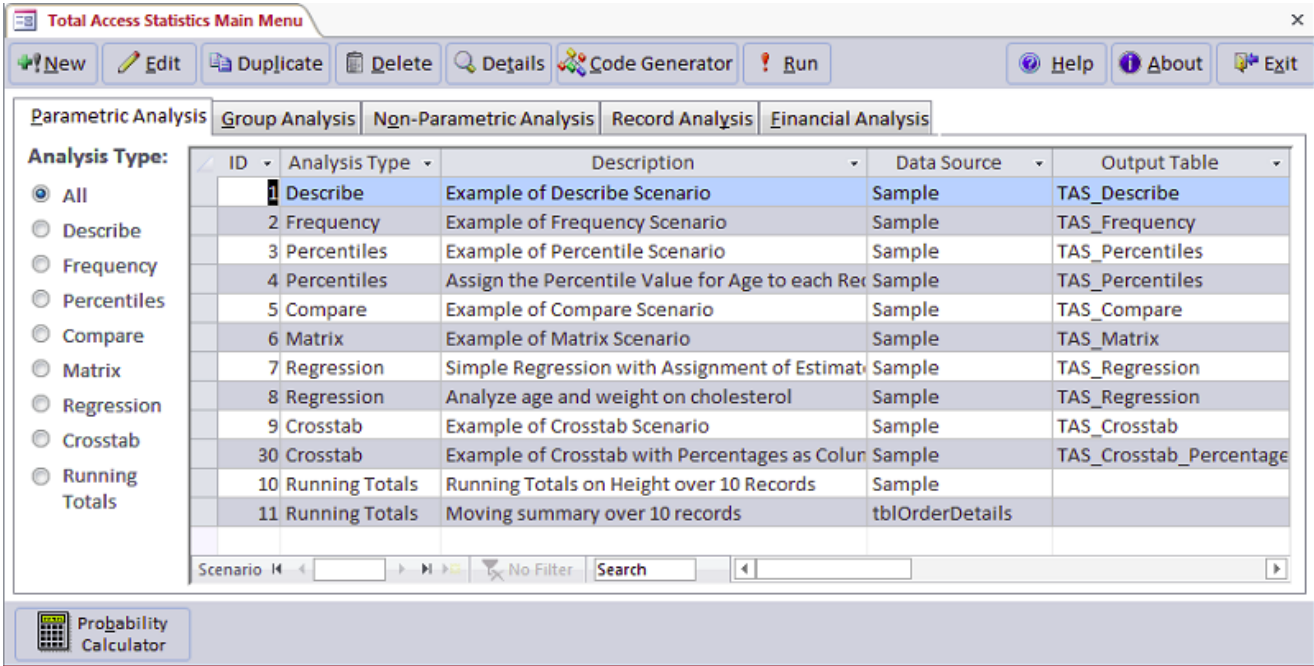 Total Access Statistics Main Menu
New Edit Duplicate Delete Details Code Generator Run Help About Exit
Parametric Analysis Group Analysis Non-Parametric Analysis Record Analysis Financial Analysis
Analysis Type:
All
Describe
Frequency
Percentiles
Compare
Matrix
Regression
Crosstab
Running
Totals
ID Analysis Type Description Data Source Output Table
1 Describe Example of Describe Scenario Sample TAS_Describe
2 Frequency Example of Frequency Scenario Sample TAS_Frequency
3 Percentiles Example of Percentile Scenario Sample TAS_Percentiles
4 Percentiles Assign the Percentile Value for Age to each Rec Sample TAS_Percentiles
5 Compare Example of Compare Scenario Sample TAS_Compare
6 Matrix Example of Matrix Scenario Sample TAS_Matrix
7 Regression Simple Regression with Assignment of Estimat Sample TAS_Regression
8 Regression Analyze age and weight on cholesterol Sample TAS_Regression
9 Crosstab Example of Crosstab Scenario Sample TAS_Crosstab
30 Crosstab Example of Crosstab with Percentages as Colun Sample TAS_Crosstab_Percentage
10 Running Totals Running Totals on Height over 10 Records Sample
11 Running Totals Moving summary over 10 records tblOrderDetails
Scenario No Filter Search
Probability
Calculator